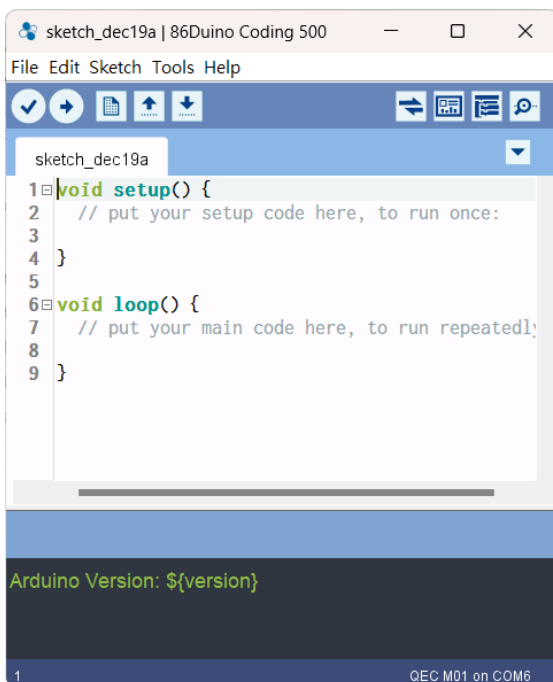 sketch_dec19a | 86Duino Coding 500
File Edit Sketch Tools Help
sketch_dec19a
1 void setup() {
2 // put your setup code here, to run once:
3
4 }
5
6 void loop() {
7 // put your main code here, to run repeatedly
8
9 }
Arduino Version: ${version}
1 QEC M01 on COM6